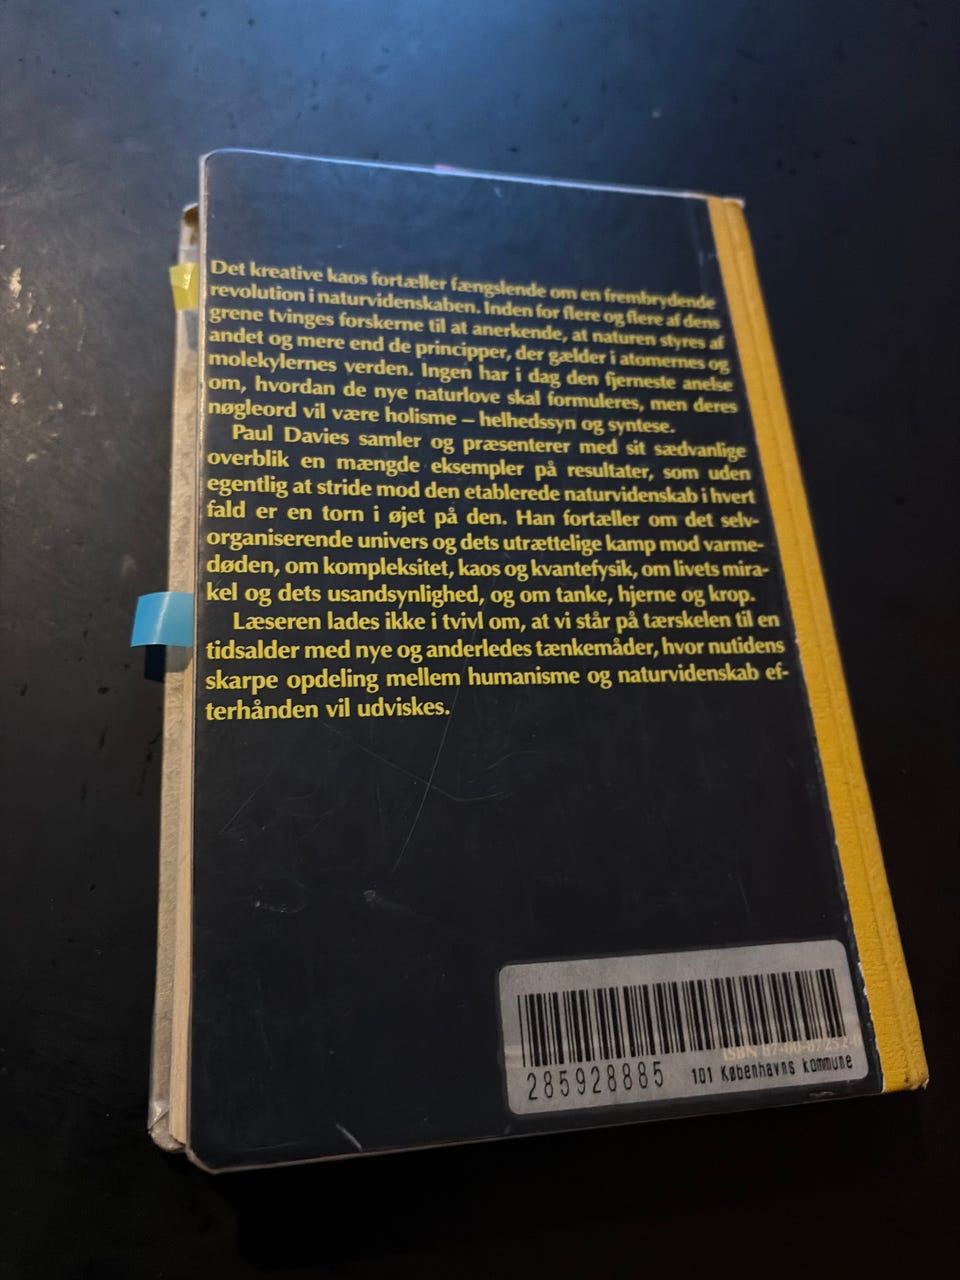 Det kreative kaos fortæller fængslende om en frembrydende
revolution i naturvidenskaben. Inden for flere og flere af dens
grene tvinges forskerne til at anerkende, at naturen styres af
andet og mere end de principper, der gælder i atomernes og
molekylernes verden. Ingen har i dag den fjerneste anelse
om, hvordan de nye naturlove skal formuleres, men deres
nøgleord vil være holisme – helhedssyn og syntese.
Paul Davies samler og præsenterer med sit sædvanlige
overblik en mængde eksempler på resultater, som uden
egentlig at stride mod den etablerede naturvidenskab i hvert
fald er en torn i øjet på den. Han fortæller om det selv-
organiserende univers og dets utrættelige kamp mod varme-
døden, om kompleksitet, kaos og kvantefysik, om livets mira-
kel og dets usandsynlighed, og om tanke, hjerne og krop.
Læseren lades ikke i tvivl om, at vi står på tærskelen til en
tidsalder med nye og anderledes tænkemåder, hvor nutidens
skarpe opdeling mellem humanisme og naturvidenskab ef-
terhånden vil udviskes.
ISBN
285928885 101 Københavns kommune